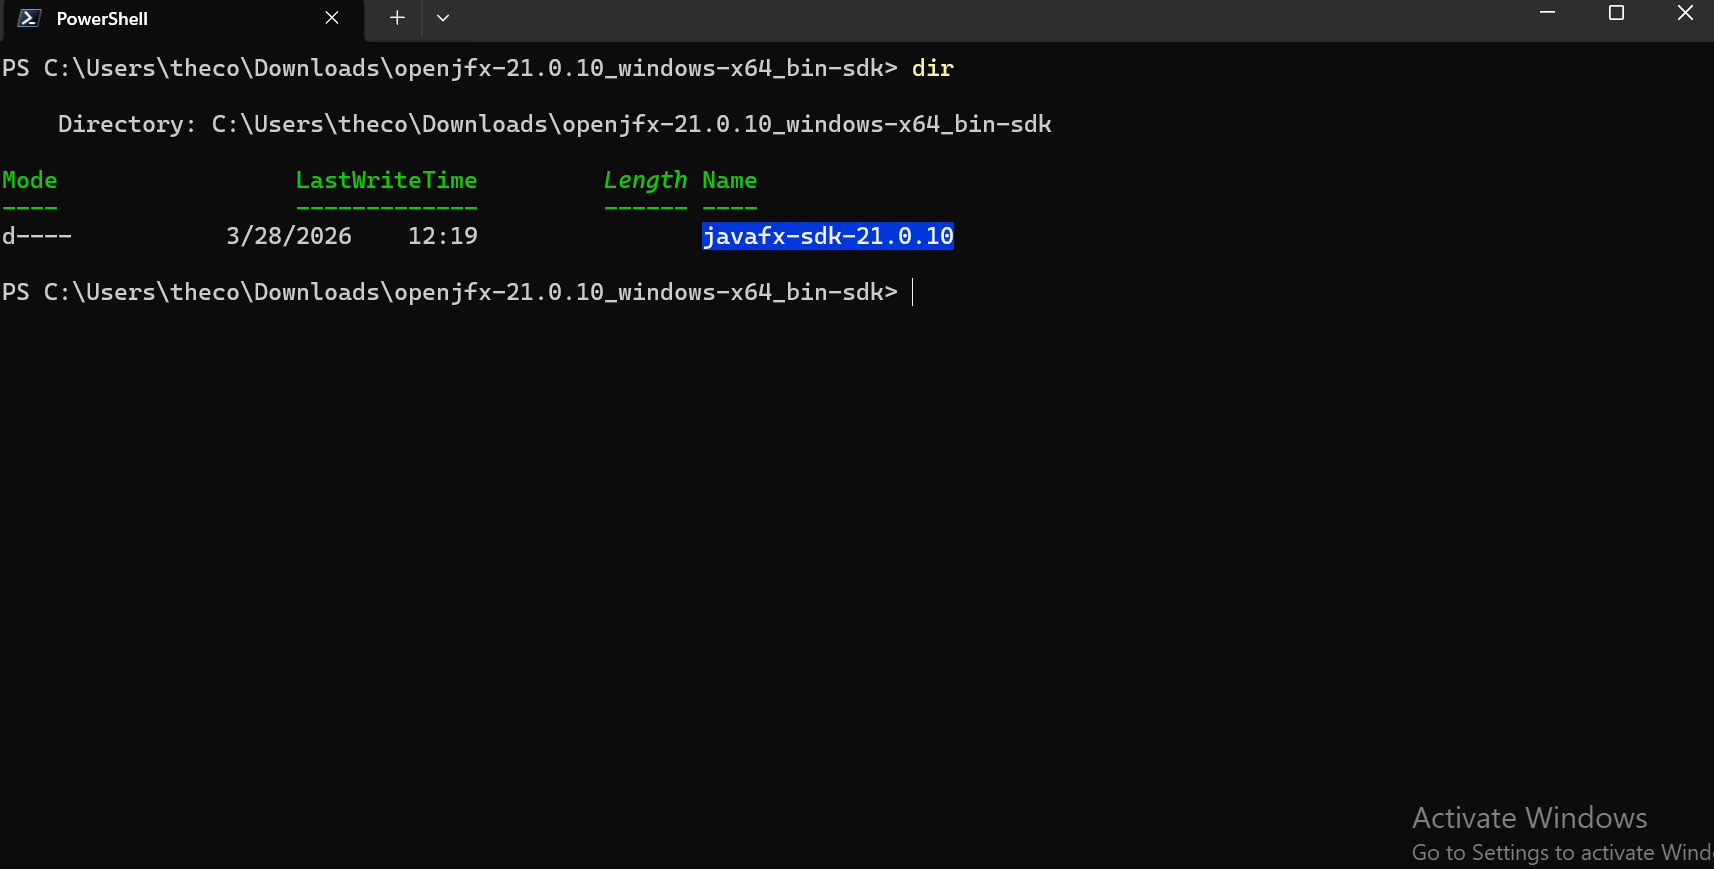 PowerShell
PS C:\Users\theco\Downloads\openjfx-21.0.10_windows-x64_bin-sdk> dir
Directory: C:\Users\theco\Downloads\openjfx-21.0.10_windows-x64_bin-sdk
Mode LastWriteTime Length Name
---- ------------- ------ ----
d---- 3/28/2026 12:19 javafx-sdk-21.0.10
PS C:\Users\theco\Downloads\openjfx-21.0.10_windows-x64_bin-sdk>
Activate Windows
Go to Settings to activate Wind